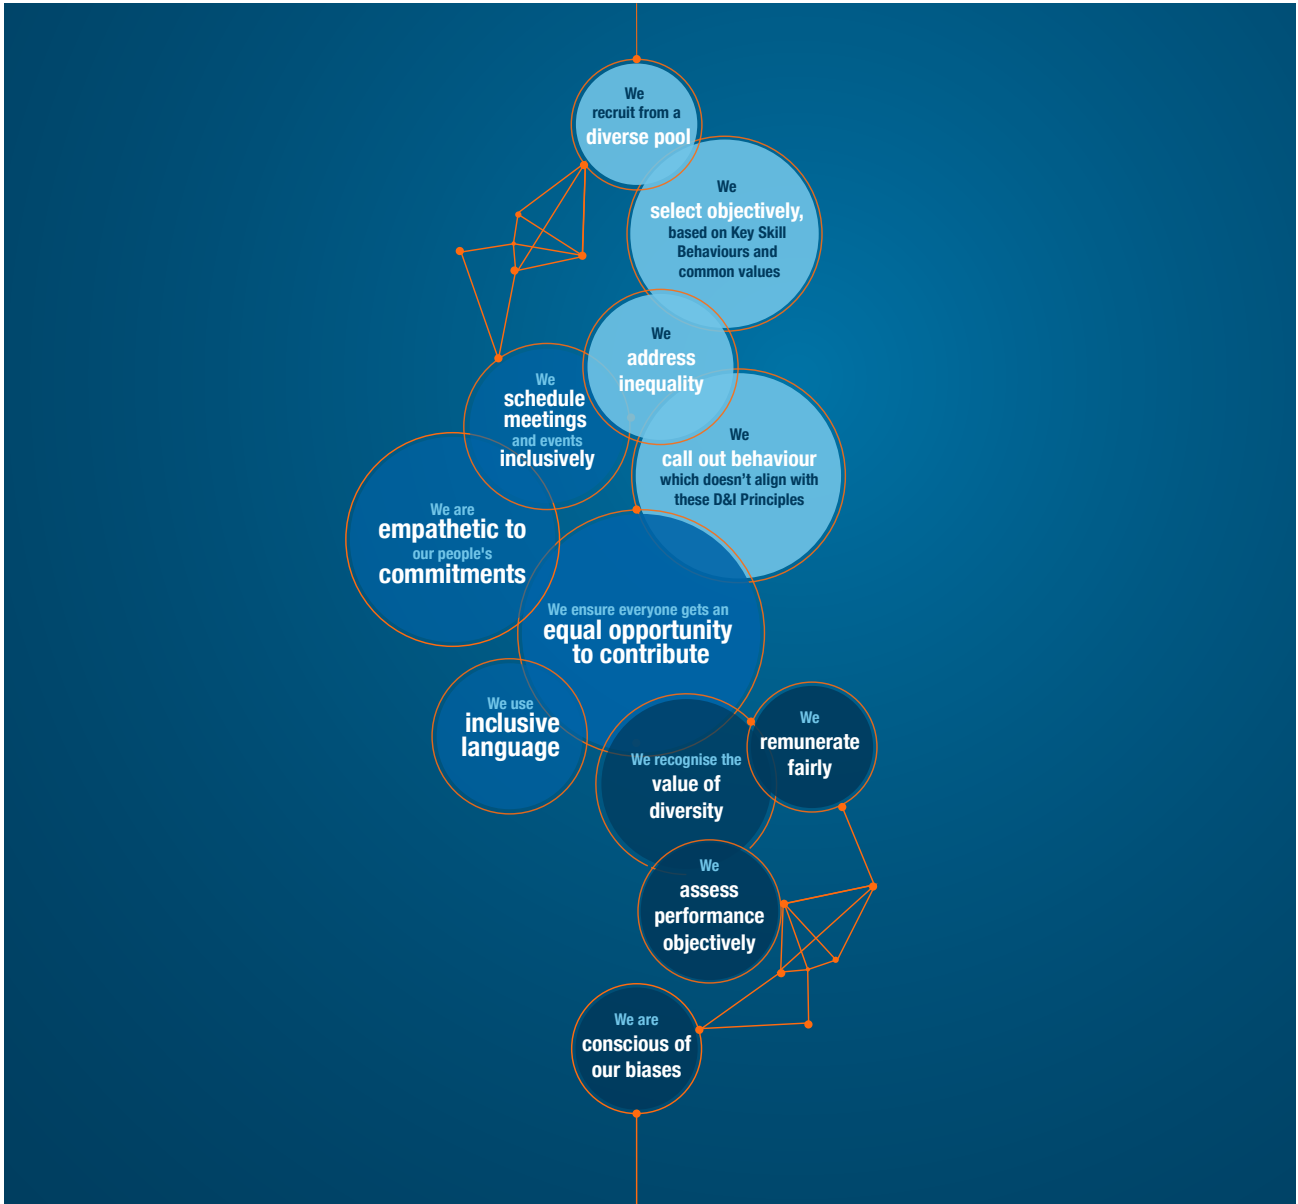 We
recruit from a
diverse pool
We
select objectively,
based on Key Skill
Behaviours and
common values
We
address
inequality
We
schedule
meetings
and events
inclusively
We
call out behaviour
which doesn't align with
these D&I Principles
We are
empathetic to
our people's
commitments
We ensure everyone gets an
equal opportunity
to contribute
We use
inclusive
language
We
remunerate
fairly
We recognise the
value of
diversity
We
assess
performance
objectively
We are
conscious of
our biases